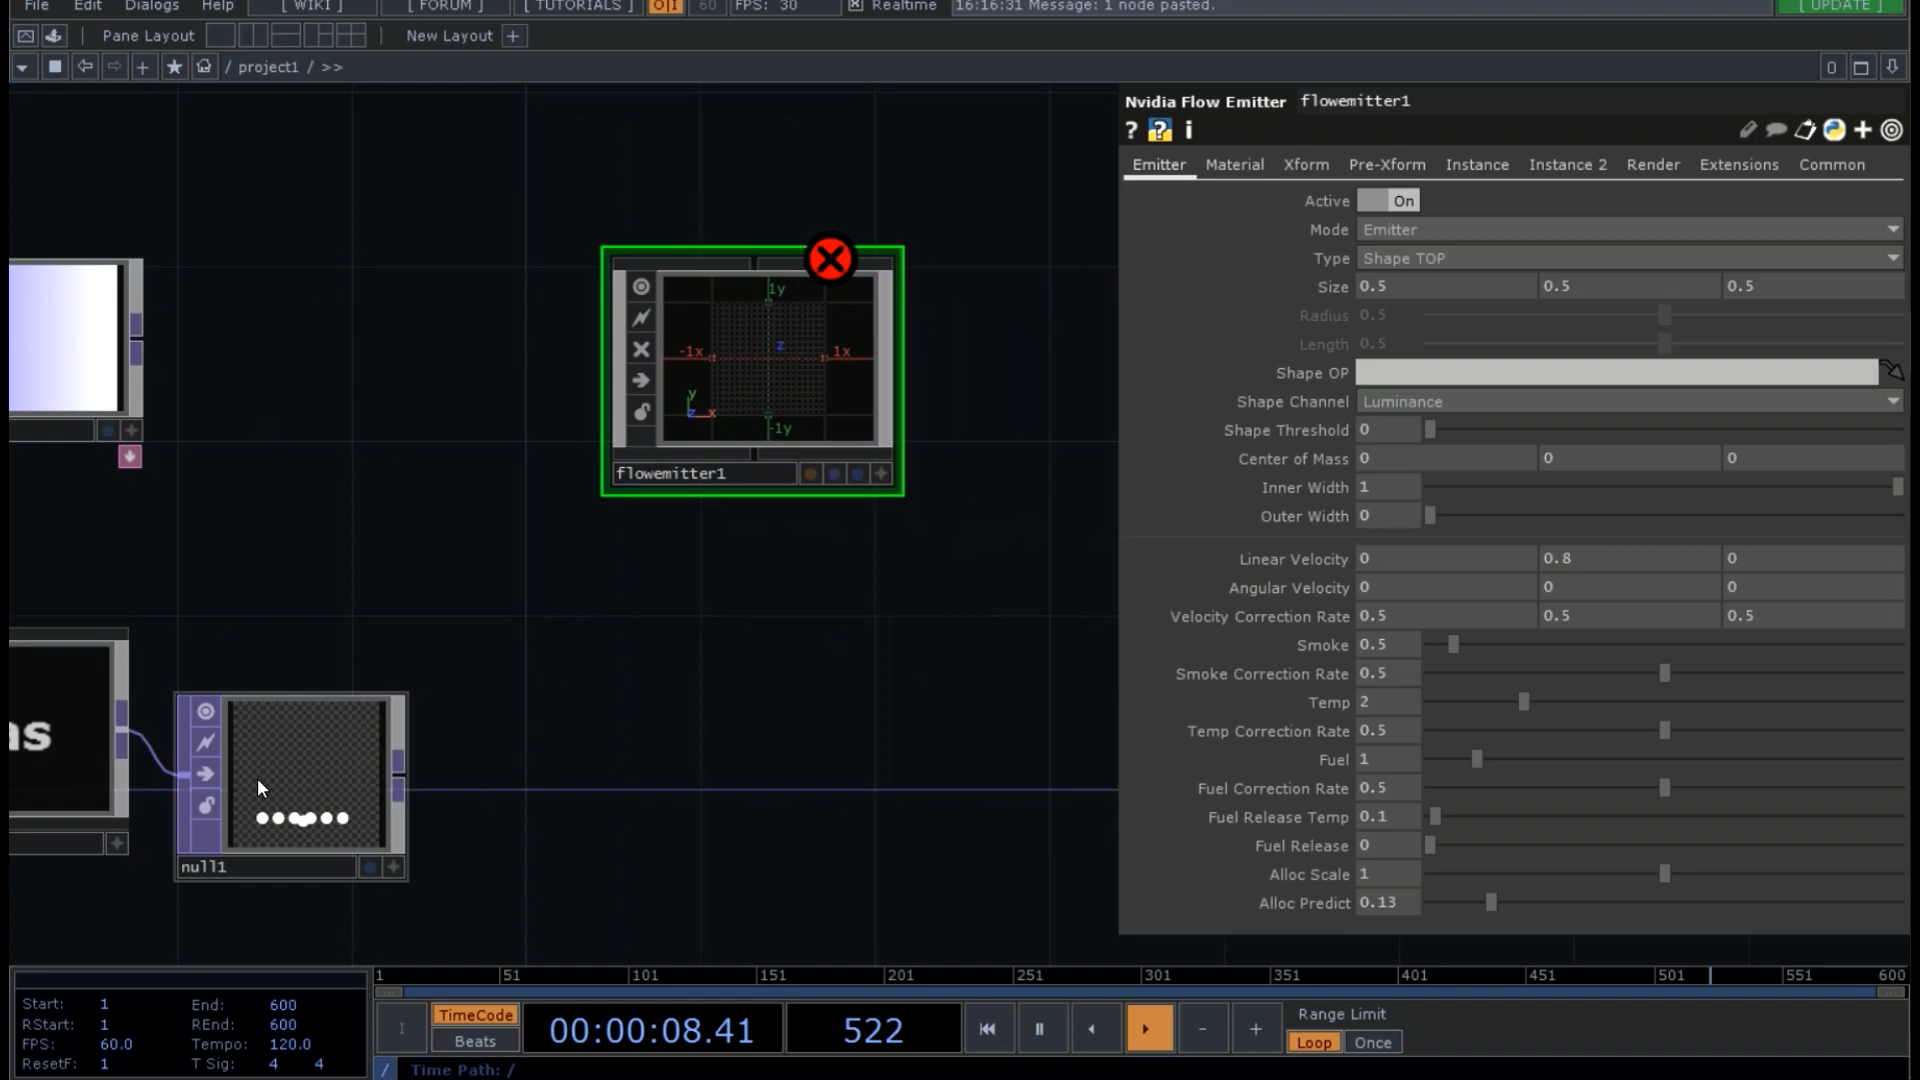 File Edit Dialogs Help [ WIKI ] [ FORUM ] [ TUTORIALS ] O|I 60 FPS: 30 Realtime 16:16:31 Message: 1 node pasted. [ UPDATE ]
Pane Layout New Layout +
/ project1 / >> 0
Nvidia Flow Emitter flowemitter1
? ? i
Emitter Material Xform Pre-Xform Instance Instance 2 Render Extensions Common
Active On
Mode Emitter
Type Shape TOP
Size 0.5 0.5 0.5
Radius 0.5
Length 0.5
Shape OP
Shape Channel Luminance
Shape Threshold 0
Center of Mass 0 0 0
Inner Width 1
Outer Width 0
Linear Velocity 0 0.8 0
Angular Velocity 0 0 0
Velocity Correction Rate 0.5 0.5 0.5
Smoke 0.5
Smoke Correction Rate 0.5
Temp 2
Temp Correction Rate 0.5
Fuel 1
Fuel Correction Rate 0.5
Fuel Release Temp 0.1
Fuel Release 0
Alloc Scale 1
Alloc Predict 0.13
1y
-1x z 1x
y
z x
-1y
flowemitter1
as
null1
1 51 101 151 201 251 301 351 401 451 501 551 600
Start: 1 End: 600
RStart: 1 REnd: 600
FPS: 60.0 Tempo: 120.0
ResetF: 1 T Sig: 4 4
I TimeCode Beats 00:00:08.41 522 - +
Range Limit
Loop Once
/ Time Path: /